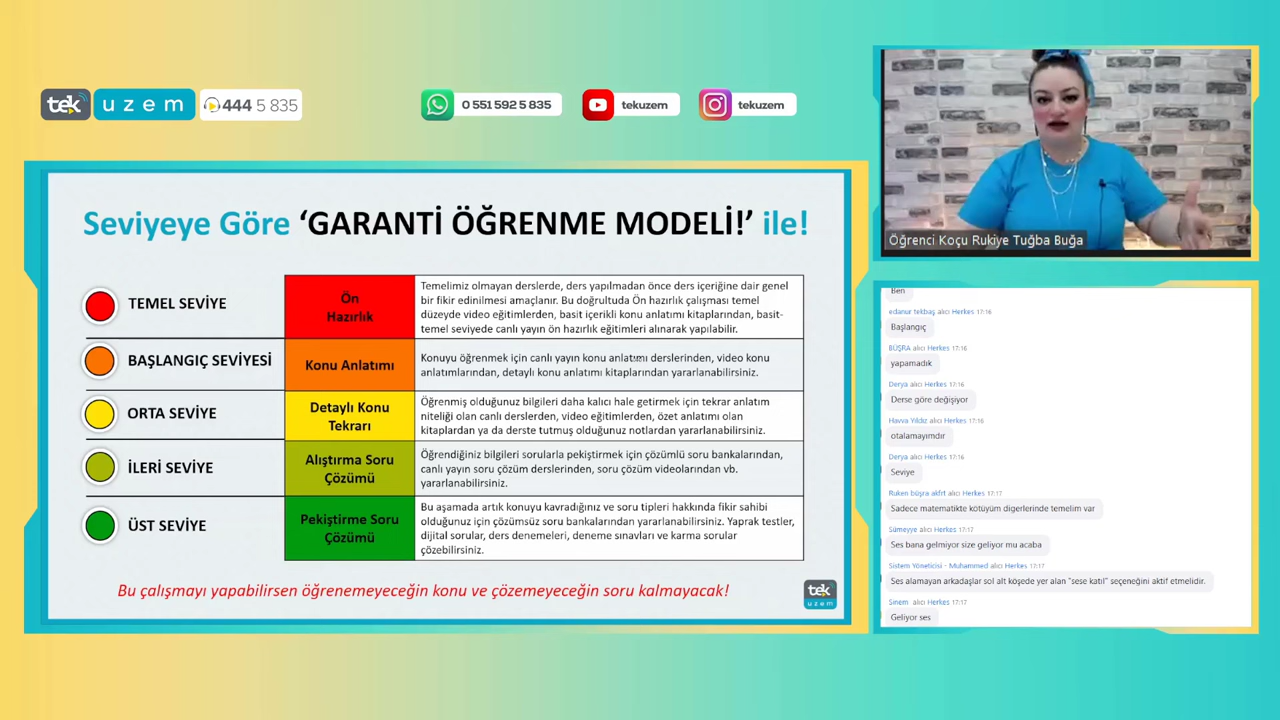 tek uzem 444 5 835
0 551 592 5 835
tekuzem
tekuzem
Seviyeye Göre ‘GARANTİ ÖĞRENME MODELİ!’ ile!
TEMEL SEVİYE
Ön
Hazırlık
Temelimiz olmayan derslerde, ders yapılmadan önce ders içeriğine dair genel
bir fikir edinilmesi amaçlanır. Bu doğrultuda Ön hazırlık çalışması temel
düzeyde video eğitimlerden, basit içerikli konu anlatımı kitaplarından, basit-
temel seviyede canlı yayın ön hazırlık eğitimleri alınarak yapılabilir.
BAŞLANGIÇ SEVİYESİ
Konu Anlatımı
Konuyu öğrenmek için canlı yayın konu anlatımı derslerinden, video konu
anlatımlarından, detaylı konu anlatımı kitaplarından yararlanabilirsiniz.
ORTA SEVİYE
Detaylı Konu
Tekrarı
Öğrenmiş olduğunuz bilgileri daha kalıcı hale getirmek için tekrar anlatım
niteliği olan canlı derslerden, video eğitimlerden, özet anlatımı olan
kitaplardan ya da derste tutmuş olduğunuz notlardan yararlanabilirsiniz.
İLERİ SEVİYE
Alıştırma Soru
Çözümü
Öğrendiğiniz bilgileri sorularla pekiştirmek için çözümlü soru bankalarından,
canlı yayın soru çözüm derslerinden, soru çözüm videolarından vb.
yararlanabilirsiniz.
ÜST SEVİYE
Pekiştirme Soru
Çözümü
Bu aşamada artık konuyu kavradığınız ve soru tipleri hakkında fikir sahibi
olduğunuz için çözümsüz soru bankalarından yararlanabilirsiniz. Yaprak testler,
dijital sorular, ders denemeleri, deneme sınavları ve karma sorular
çözebilirsiniz.
Bu çalışmayı yapabilirsen öğrenemeyeceğin konu ve çözemeyeceğin soru kalmayacak!
tek
uzem
Öğrenci Koçu Rukiye Tuğba Buğa
Ben
edanur tekbaş alıcı Herkes 17:16
Başlangıç
BÜŞRA alıcı Herkes 17:16
yapamadık
Derya alıcı Herkes 17:16
Derse göre değişiyor
Havva Yıldız alıcı Herkes 17:16
otalamayımdır
Derya alıcı Herkes 17:16
Seviye
Ruken büşra akfırt alıcı Herkes 17:17
Sadece matematikte kötüyüm digerlerinde temelim var
Sümeyye alıcı Herkes 17:17
Ses bana gelmiyor size geliyor mu acaba
Sistem Yöneticisi - Muhammed alıcı Herkes 17:17
Ses alamayan arkadaşlar sol alt köşede yer alan "sese katıl" seçeneğini aktif etmelidir.
Sinem alıcı Herkes 17:17
Geliyor ses